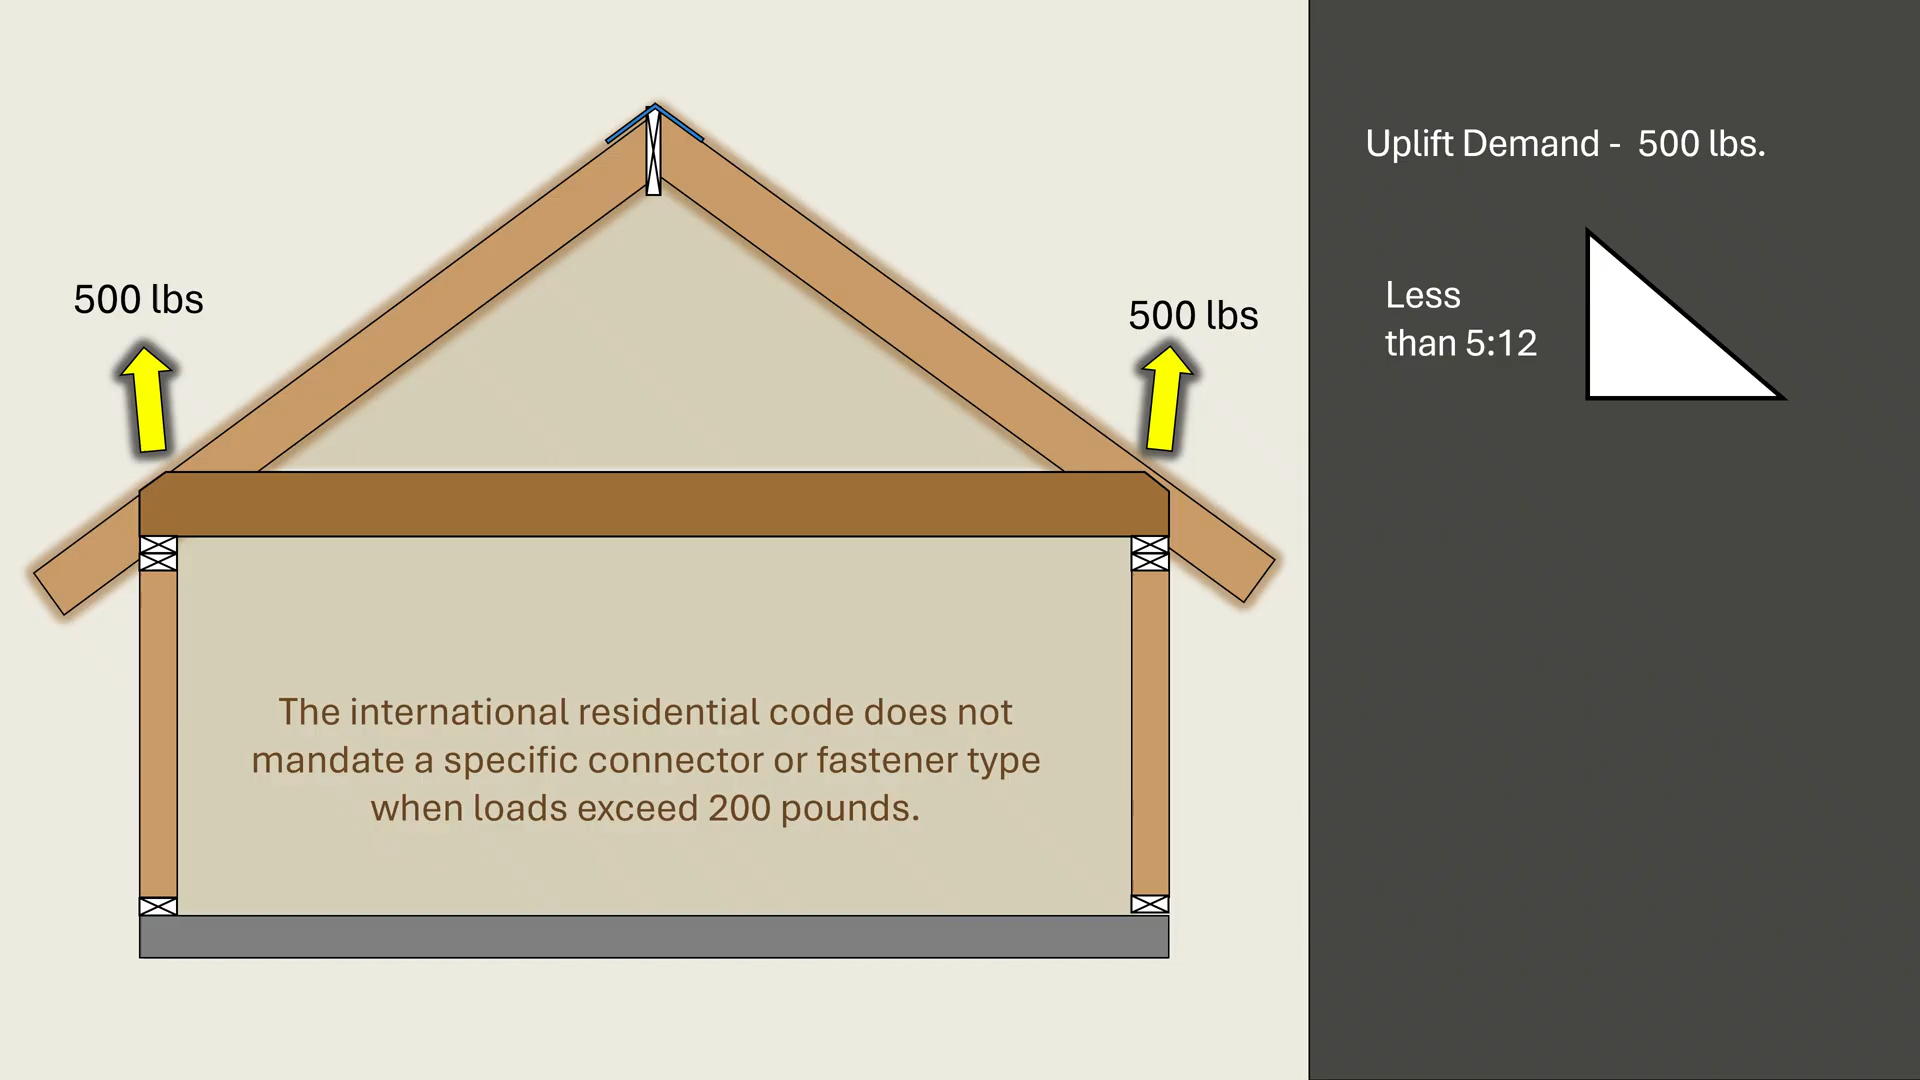 500 lbs
500 lbs
The international residential code does not
mandate a specific connector or fastener type
when loads exceed 200 pounds.
Uplift Demand -  500 lbs.
Less
than 5:12